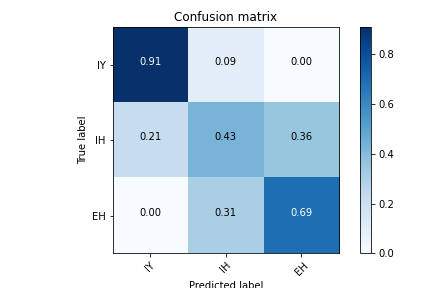 Confusion matrix
IY 0.91 0.09 0.00 0.8
IH 0.21 0.43 0.36 0.6
EH 0.00 0.31 0.69 0.4
0.2
0.0
True label
IY IH EH
Predicted label